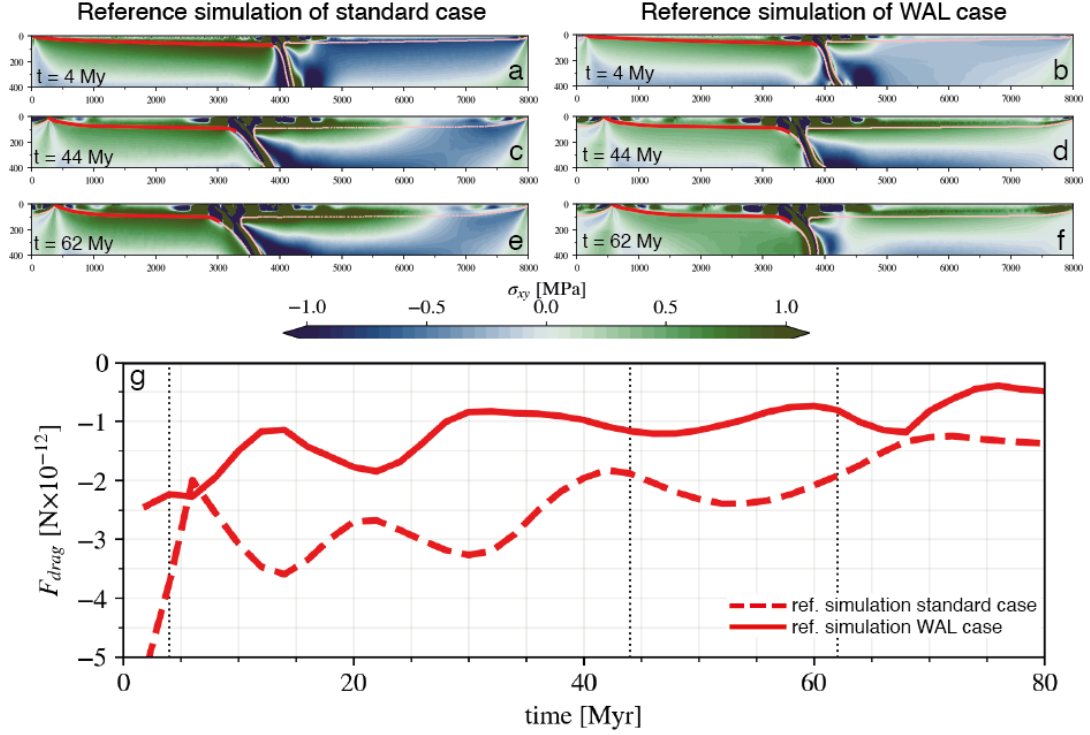 Reference simulation of standard case
Reference simulation of WAL case
0
200
400
t = 4 My
a
0 1000 2000 3000 4000 5000 6000 7000 8000
0
200
400
t = 4 My
b
0 1000 2000 3000 4000 5000 6000 7000 8000
0
200
400
t = 44 My
c
0 1000 2000 3000 4000 5000 6000 7000 8000
0
200
400
t = 44 My
d
0 1000 2000 3000 4000 5000 6000 7000 8000
0
200
400
t = 62 My
e
0 1000 2000 3000 4000 5000 6000 7000 8000
0
200
400
t = 62 My
f
0 1000 2000 3000 4000 5000 6000 7000 8000
σxy [MPa]
−1.0 −0.5 0.0 0.5 1.0
g
0
−1
−2
−3
−4
−5
Fdrag [N×10−12]
ref. simulation standard case
ref. simulation WAL case
0 20 40 60 80
time [Myr]